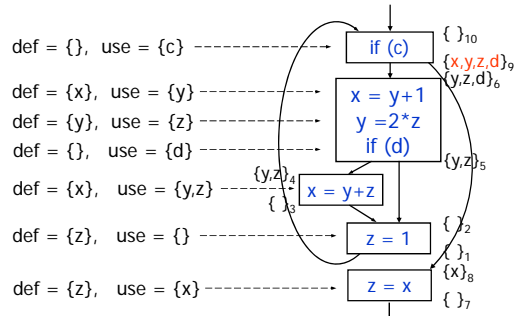 { }10
def = {}, use = {c}
if (c)
{x,y,z,d}9
{y,z,d}6
def = {x}, use = {y}
x = y+1
def = {y}, use = {z}
y =2*z
def = {}, use = {d}
if (d)
{y,z}5
{y,z}4
def = {x}, use = {y,z}
x = y+z
{ }3
{ }2
def = {z}, use = {}
z = 1
{ }1
{x}8
def = {z}, use = {x}
z = x
{ }7